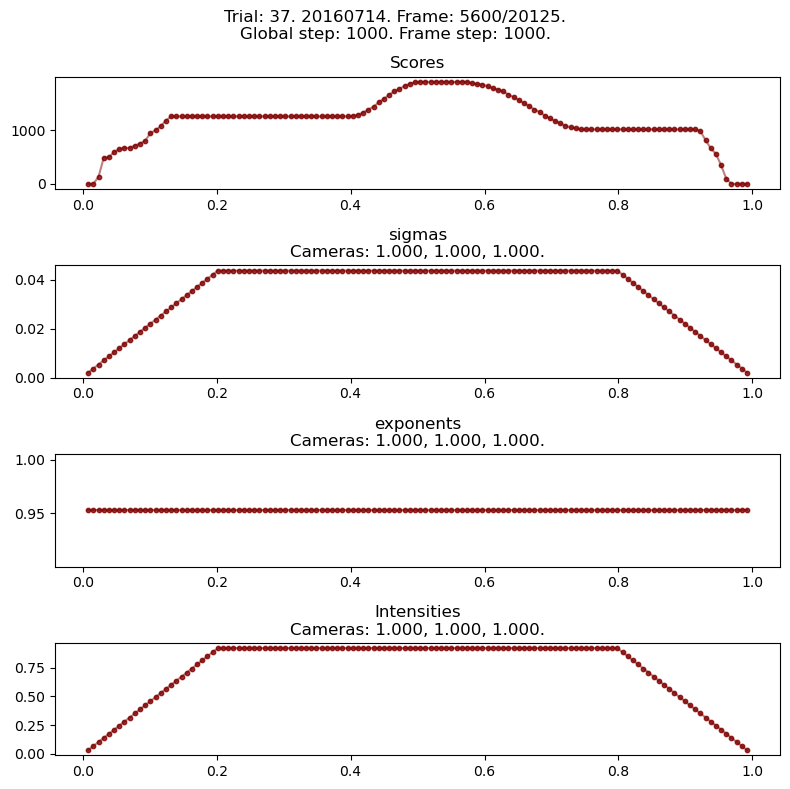 Trial: 37. 20160714. Frame: 5600/20125.
Global step: 1000. Frame step: 1000.
Scores
1000
0
0.0 0.2 0.4 0.6 0.8 1.0
sigmas
Cameras: 1.000, 1.000, 1.000.
0.04
0.02
0.00
0.0 0.2 0.4 0.6 0.8 1.0
exponents
Cameras: 1.000, 1.000, 1.000.
1.00
0.95
0.0 0.2 0.4 0.6 0.8 1.0
Intensities
Cameras: 1.000, 1.000, 1.000.
0.75
0.50
0.25
0.00
0.0 0.2 0.4 0.6 0.8 1.0